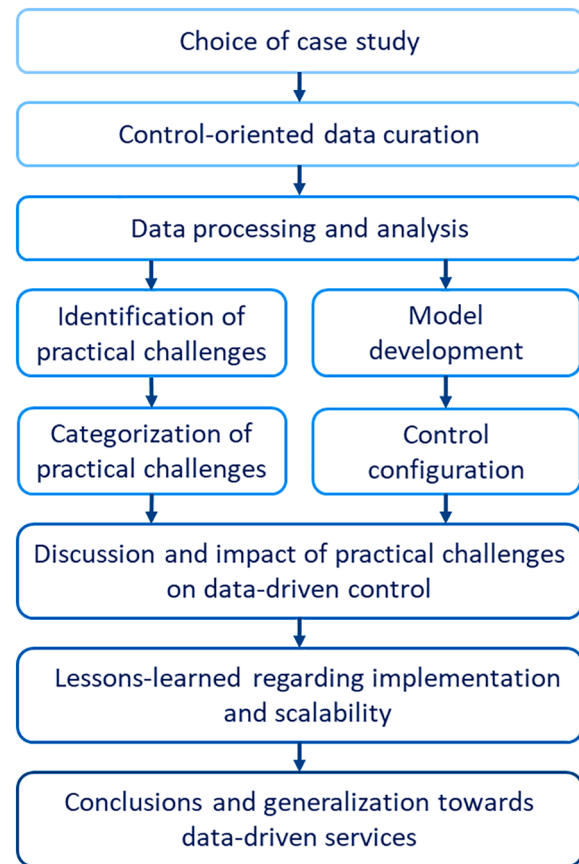 Choice of case study
Control-oriented data curation
Data processing and analysis
Identification of
practical challenges
Model
development
Categorization of
practical challenges
Control
configuration
Discussion and impact of practical challenges
on data-driven control
Lessons-learned regarding implementation
and scalability
Conclusions and generalization towards
data-driven services